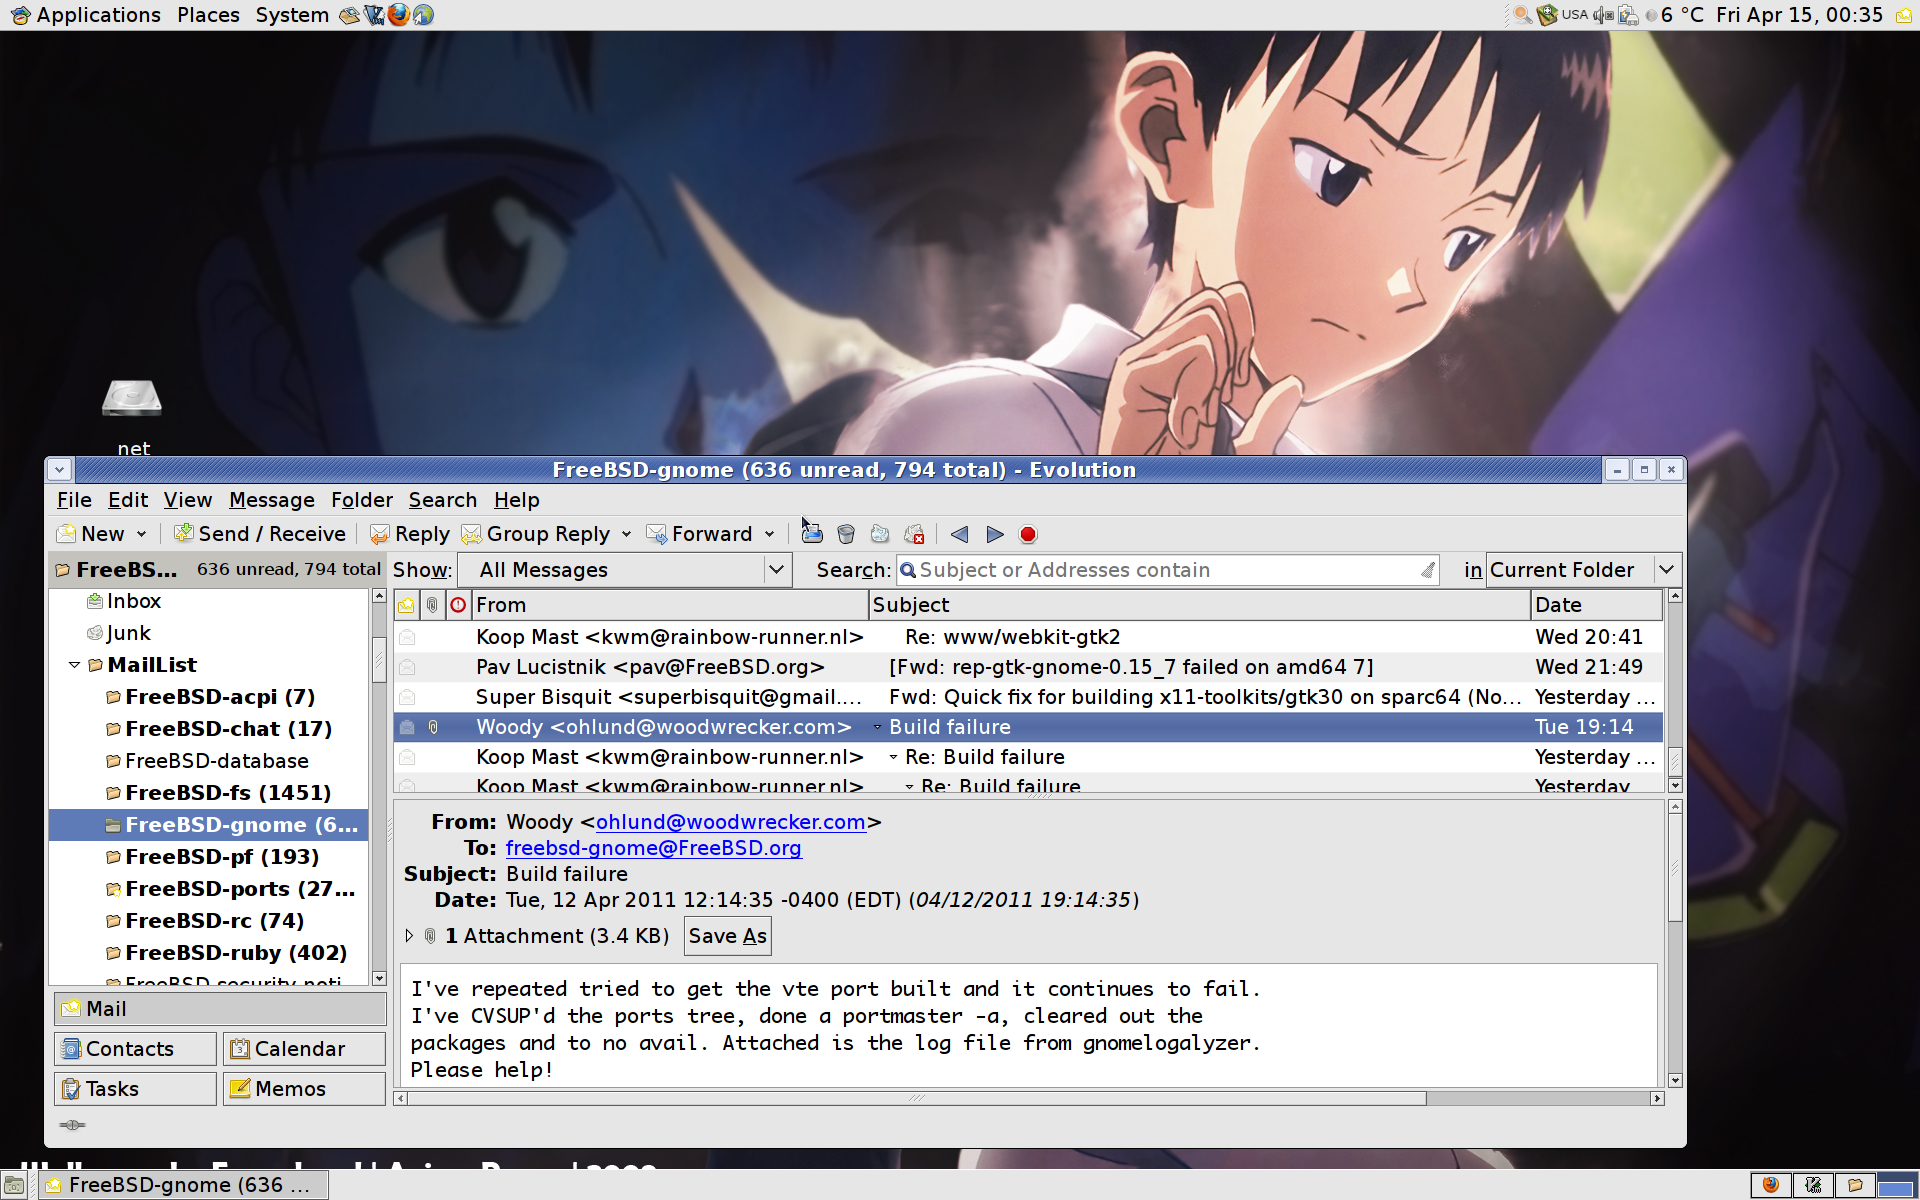 Applications Places System USA 6 °C Fri Apr 15, 00:35
net
FreeBSD-gnome (636 unread, 794 total) - Evolution
File Edit View Message Folder Search Help
New Send / Receive Reply Group Reply Forward
FreeBS... 636 unread, 794 total
Show: All Messages Search: Subject or Addresses contain in Current Folder
Inbox
Junk
MailList
FreeBSD-acpi (7)
FreeBSD-chat (17)
FreeBSD-database
FreeBSD-fs (1451)
FreeBSD-gnome (6...
FreeBSD-pf (193)
FreeBSD-ports (27...
FreeBSD-rc (74)
FreeBSD-ruby (402)
FreeBSD-security-noti
Mail
Contacts Calendar
Tasks Memos
From Subject Date
Koop Mast <kwm@rainbow-runner.nl> Re: www/webkit-gtk2 Wed 20:41
Pav Lucistnik <pav@FreeBSD.org> [Fwd: rep-gtk-gnome-0.15_7 failed on amd64 7] Wed 21:49
Super Bisquit <superbisquit@gmail.... Fwd: Quick fix for building x11-toolkits/gtk30 on sparc64 (No... Yesterday ...
Woody <ohlund@woodwrecker.com> Build failure Tue 19:14
Koop Mast <kwm@rainbow-runner.nl> Re: Build failure Yesterday ...
Koop Mast <kwm@rainbow-runner.nl> Re: Build failure Yesterday
From: Woody <ohlund@woodwrecker.com>
To: freebsd-gnome@FreeBSD.org
Subject: Build failure
Date: Tue, 12 Apr 2011 12:14:35 -0400 (EDT) (04/12/2011 19:14:35)
1 Attachment (3.4 KB) Save As
I've repeated tried to get the vte port built and it continues to fail.
I've CVSUP'd the ports tree, done a portmaster -a, cleared out the
packages and to no avail. Attached is the log file from gnomelogalyzer.
Please help!
FreeBSD-gnome (636 ...